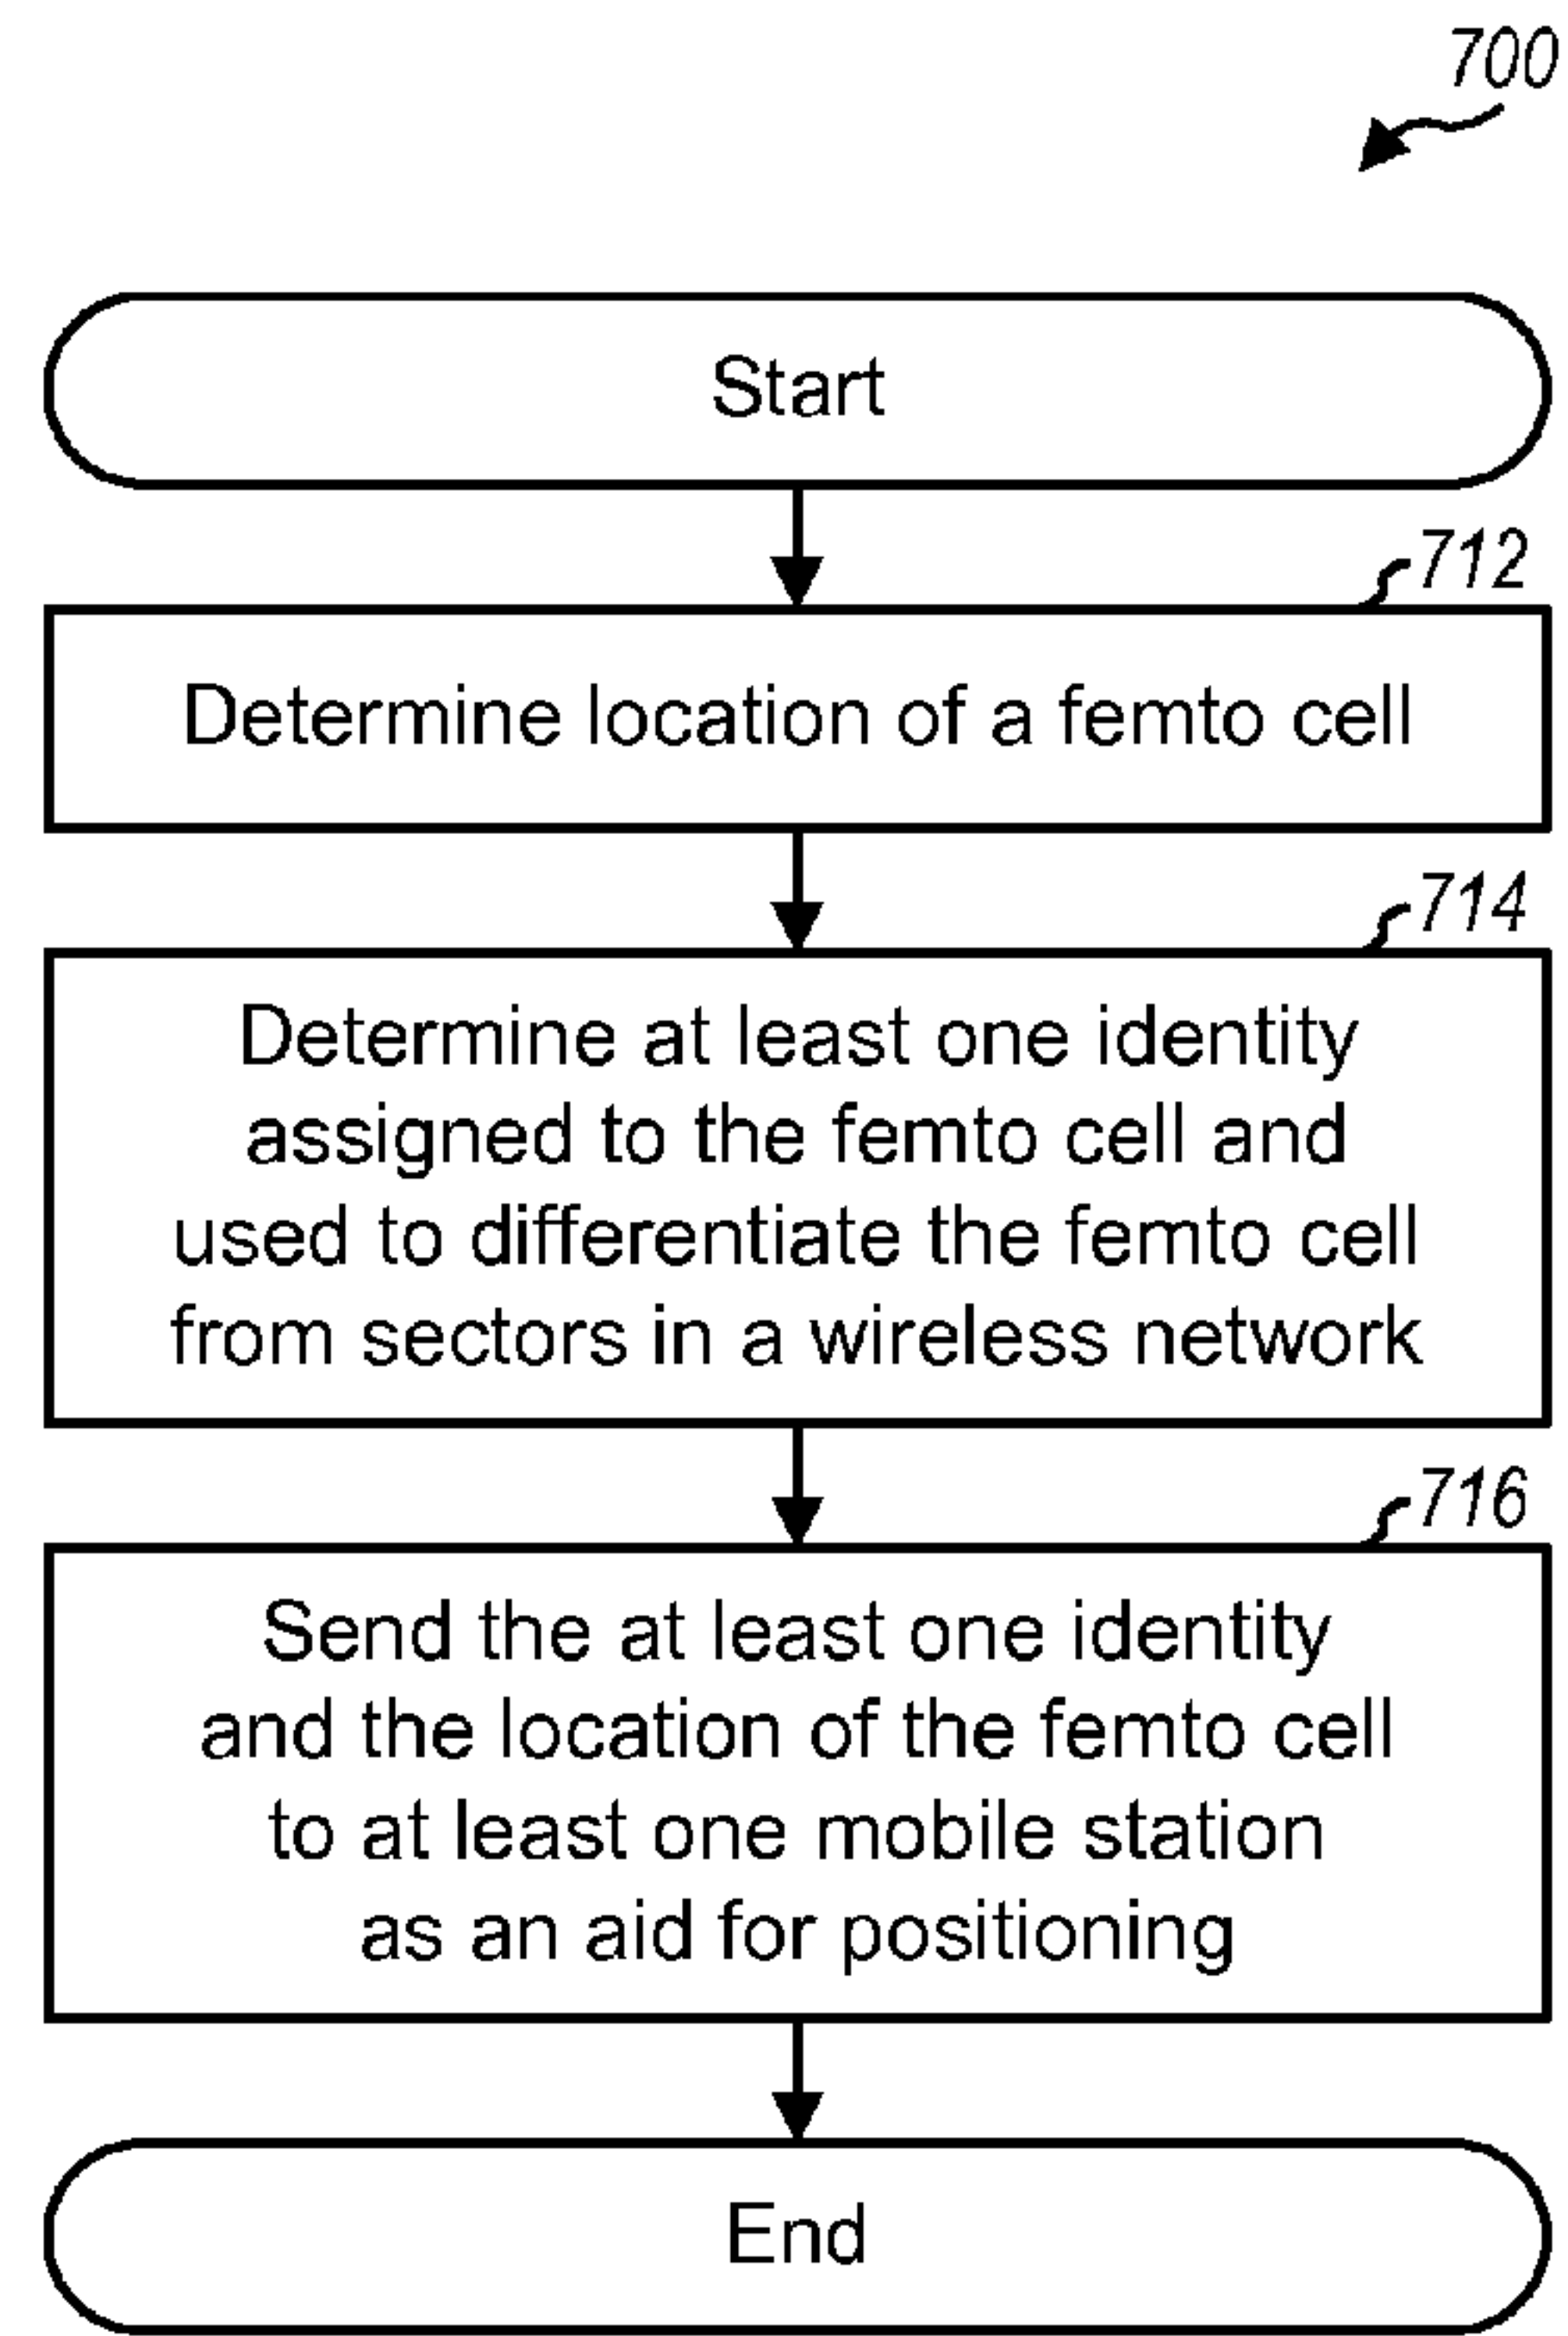 700
Start
712
Determine location of a femto cell
714
Determine at least one identity
assigned to the femto cell and
used to differentiate the femto cell
from sectors in a wireless network
716
Send the at least one identity
and the location of the femto cell
to at least one mobile station
as an aid for positioning
End